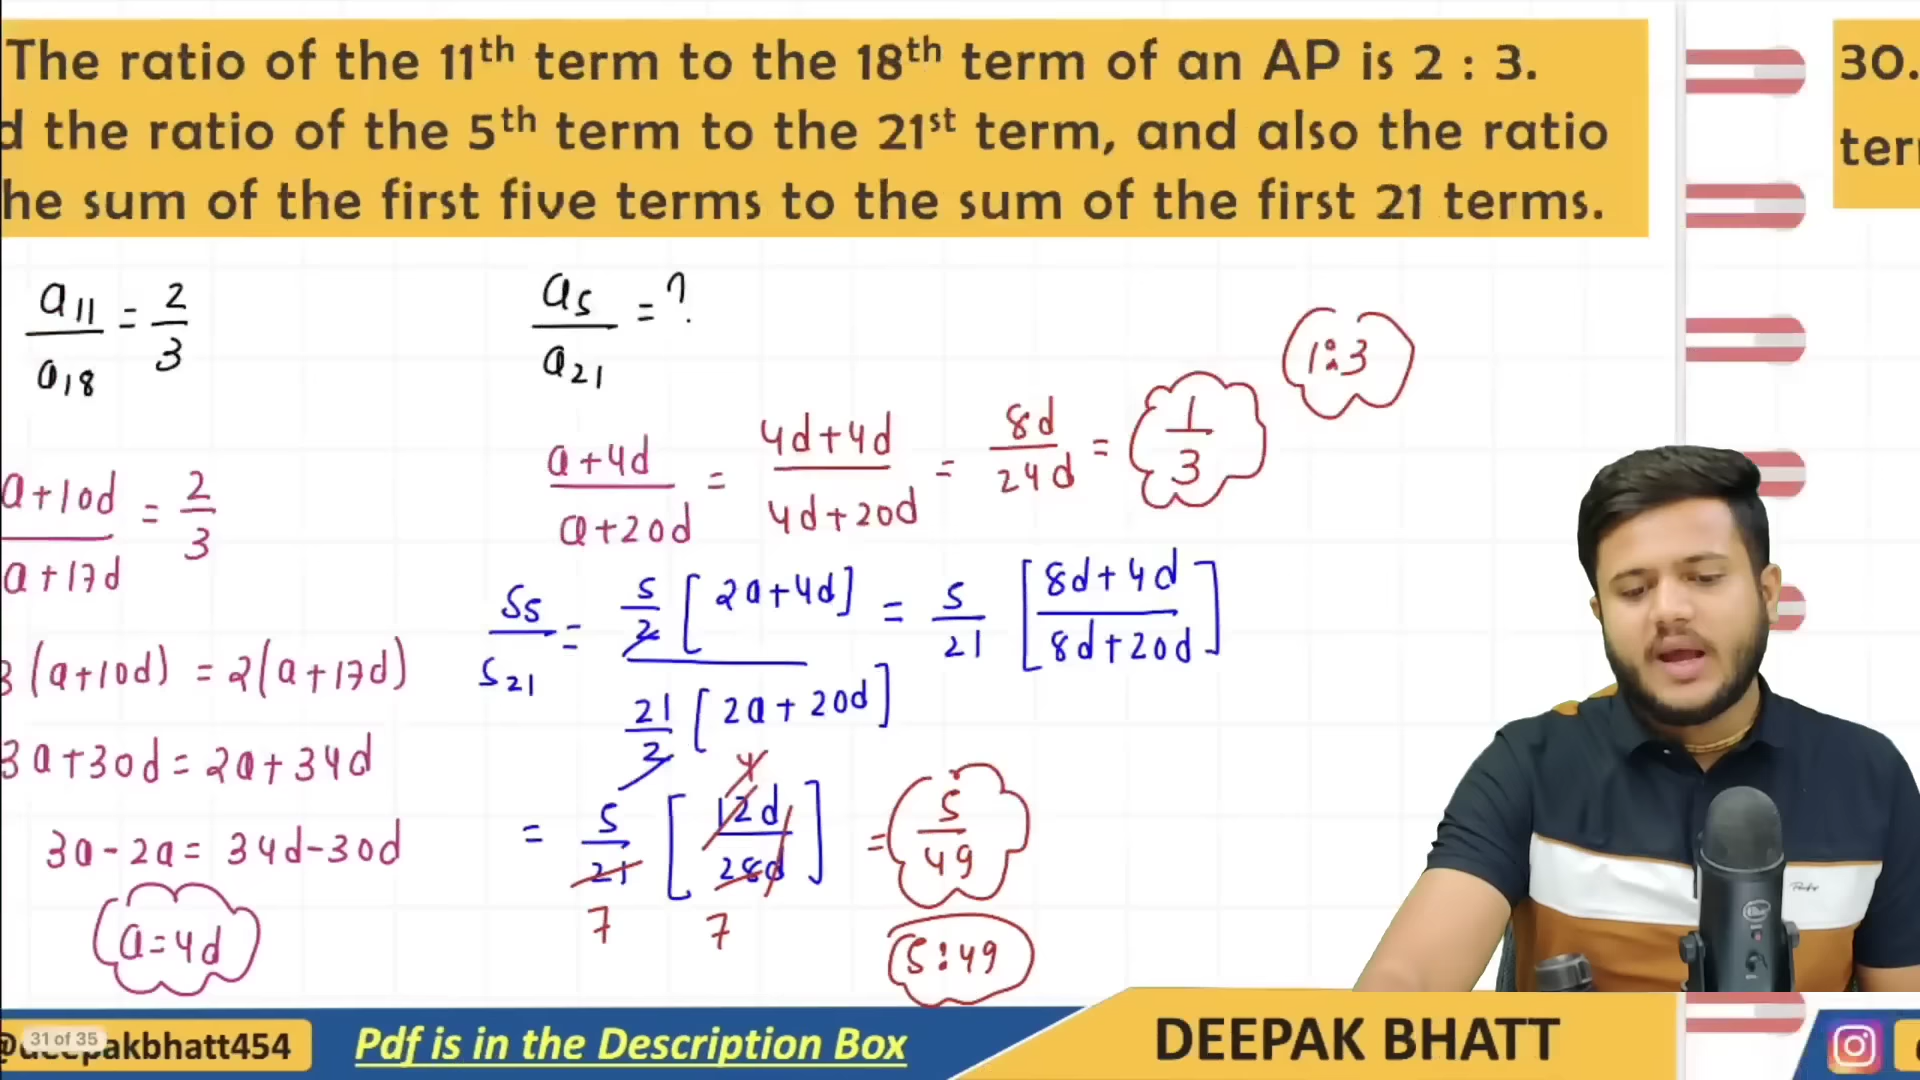 The ratio of the 11th term to the 18th term of an AP is 2 : 3.
d the ratio of the 5th term to the 21st term, and also the ratio
he sum of the first five terms to the sum of the first 21 terms.
30.
ter
a11/a18 = 2/3
a5/a21 = ?
1:3
a+4d/a+20d = 4d+4d/4d+20d = 8d/24d = 1/3
a+10d/a+17d = 2/3
S5/S21 = 5/2 [2a+4d] / 21/2 [2a+20d] = 5/21 [8d+4d/8d+20d]
3(a+10d) = 2(a+17d)
3a+30d = 2a+34d
3a-2a = 34d-30d
a=4d
= 5/21 [12d/28d] = 5/49
4
7 7
5:49
31 of 35
@deepakbhatt454
Pdf is in the Description Box
DEEPAK BHATT